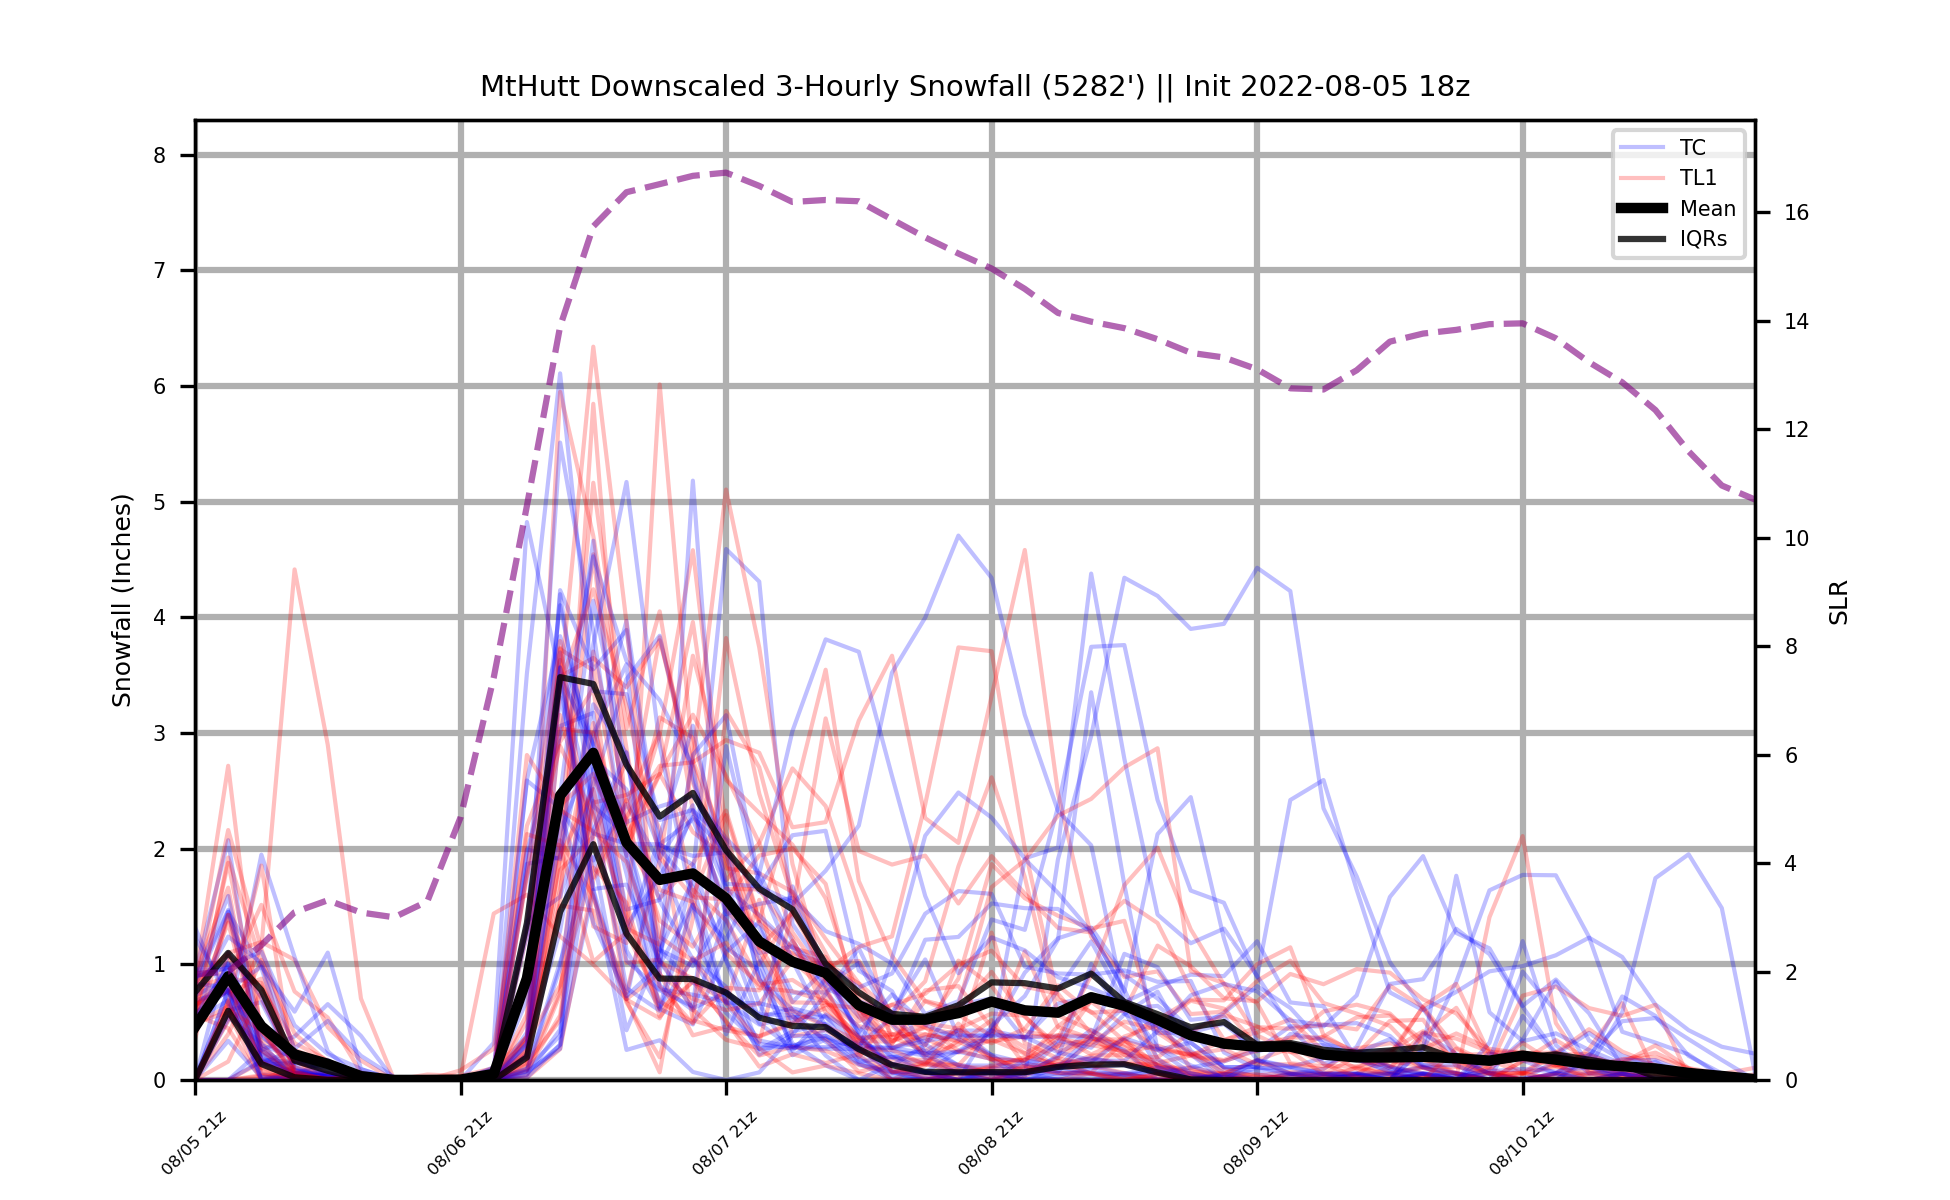 MtHutt Downscaled 3-Hourly Snowfall (5282') || Init 2022-08-05 18z
TC
TL1
Mean
IQRs
Snowfall (Inches)
8
7
6
5
4
3
2
1
0
SLR
16
14
12
10
8
6
4
2
0
08/05 21z
08/06 21z
08/07 21z
08/08 21z
08/09 21z
08/10 21z